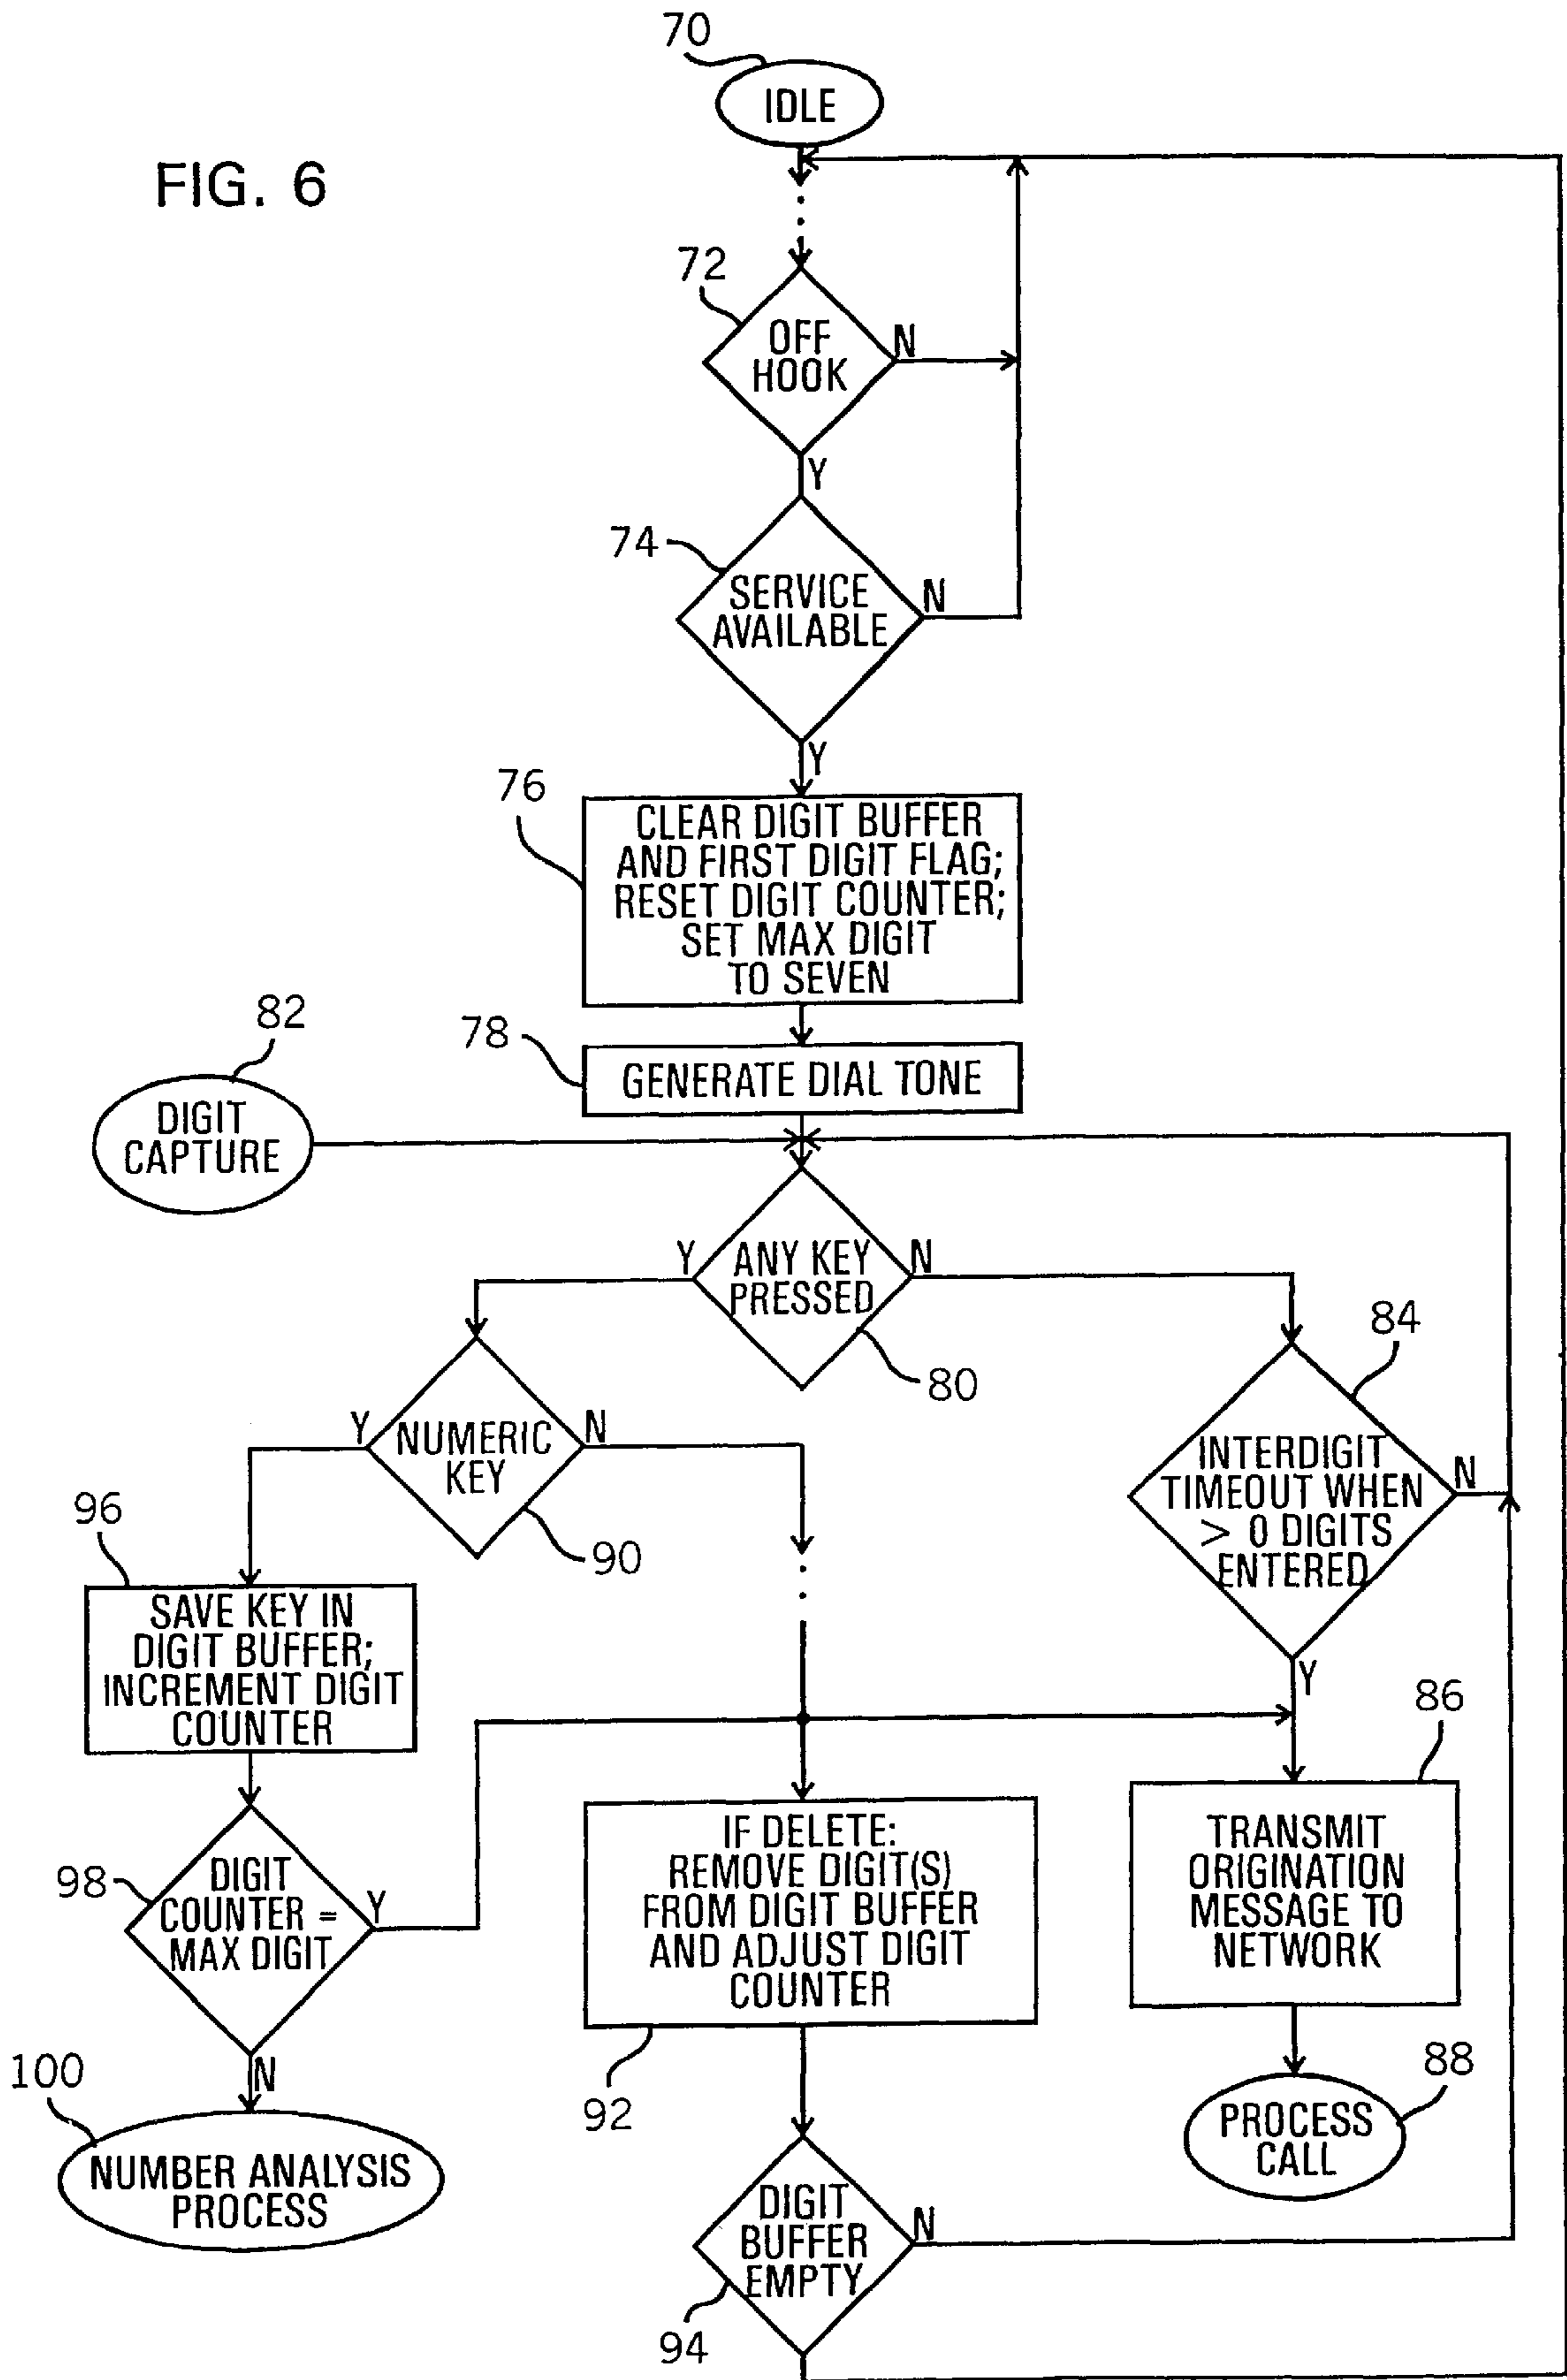 70
IDLE
FIG. 6
72
OFF
HOOK
N
Y
74
SERVICE
AVAILABLE
N
Y
76
CLEAR DIGIT BUFFER
AND FIRST DIGIT FLAG;
RESET DIGIT COUNTER;
SET MAX DIGIT
TO SEVEN
82
78
GENERATE DIAL TONE
DIGIT
CAPTURE
Y
ANY KEY
PRESSED
N
80
84
Y
NUMERIC
KEY
N
90
INTERDIGIT
TIMEOUT WHEN
> 0 DIGITS
ENTERED
N
Y
96
SAVE KEY IN
DIGIT BUFFER;
INCREMENT DIGIT
COUNTER
86
98
DIGIT
COUNTER =
MAX DIGIT
Y
N
IF DELETE:
REMOVE DIGIT(S)
FROM DIGIT BUFFER
AND ADJUST DIGIT
COUNTER
92
TRANSMIT
ORIGINATION
MESSAGE TO
NETWORK
100
NUMBER ANALYSIS
PROCESS
88
PROCESS
CALL
DIGIT
BUFFER
EMPTY
N
94